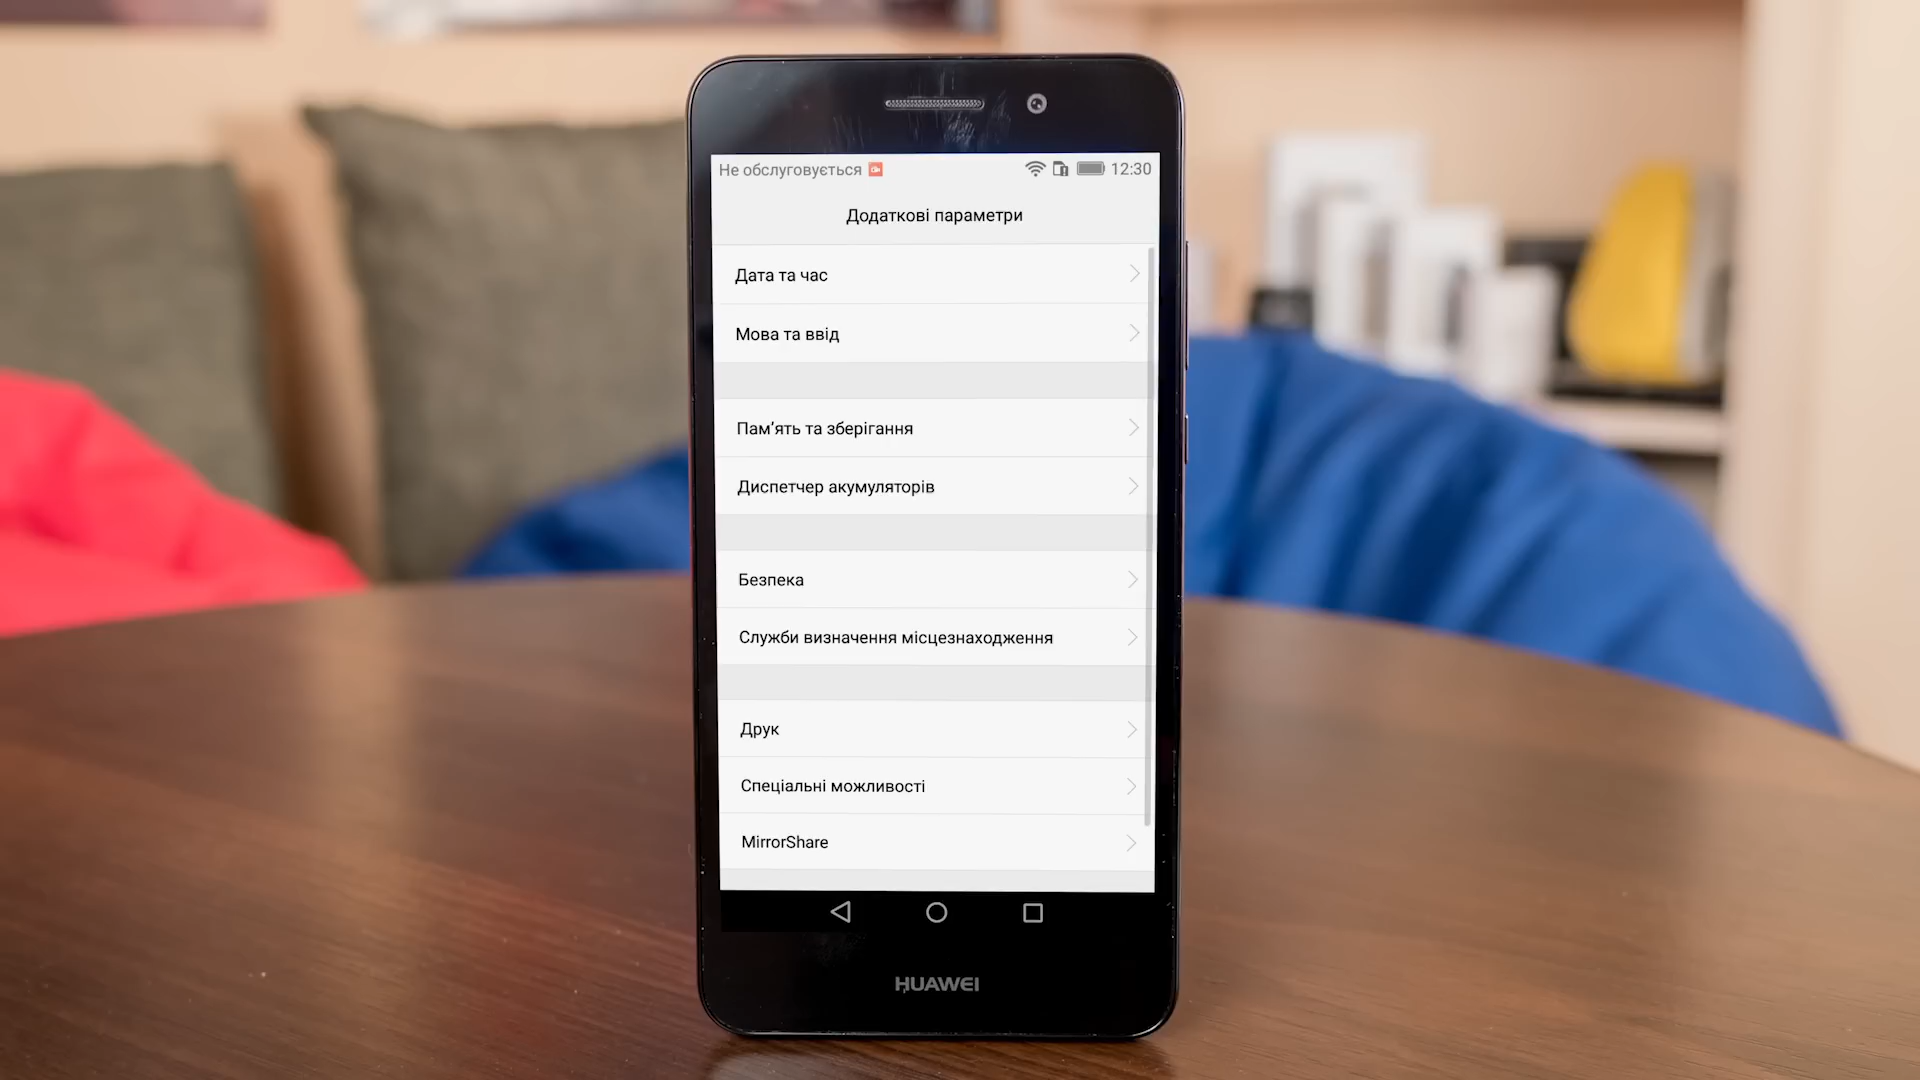 Не обслуговується 12:30
Додаткові параметри
Дата та час
Мова та ввід
Пам’ять та зберігання
Диспетчер акумуляторів
Безпека
Служби визначення місцезнаходження
Друк
Спеціальні можливості
MirrorShare
HUAWEI